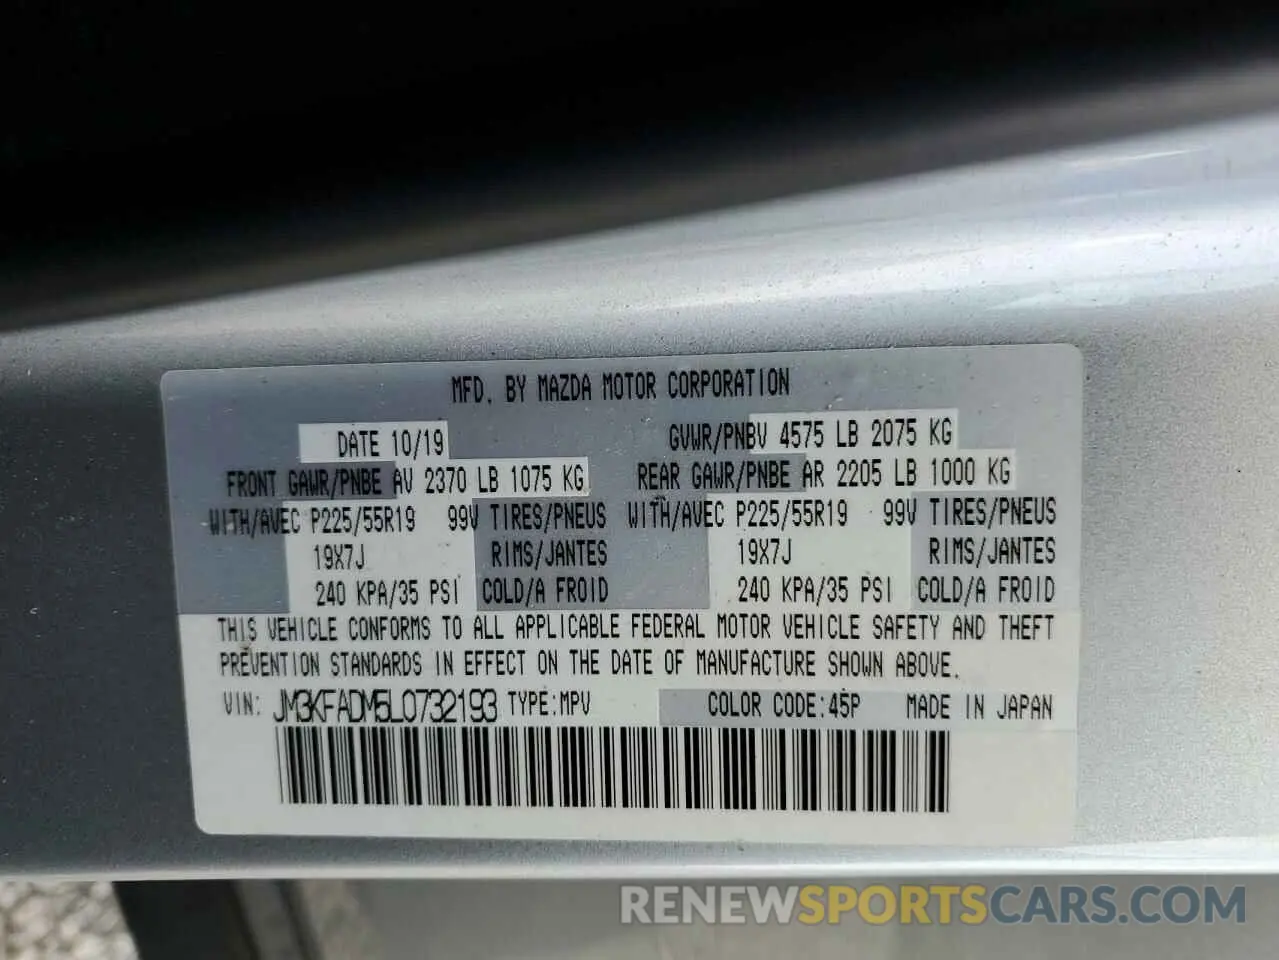 MFD. BY MAZDA MOTOR CORPORATION
DATE 10/19 GVWR/PNBV 4575 LB 2075 KG
FRONT GAWR/PNBE AV 2370 LB 1075 KG REAR GAWR/PNBE AR 2205 LB 1000 KG
WITH/AVEC P225/55R19 99V TIRES/PNEUS WITH/AVEC P225/55R19 99V TIRES/PNEUS
19X7J RIMS/JANTES 19X7J RIMS/JANTES
240 KPA/35 PSI COLD/A FROID 240 KPA/35 PSI COLD/A FROID
THIS VEHICLE CONFORMS TO ALL APPLICABLE FEDERAL MOTOR VEHICLE SAFETY AND THEFT
PREVENTION STANDARDS IN EFFECT ON THE DATE OF MANUFACTURE SHOWN ABOVE.
VIN: JM3KFADM5L0732193 TYPE:MPV COLOR CODE:45P MADE IN JAPAN
RENEWSPORTSCARS.COM